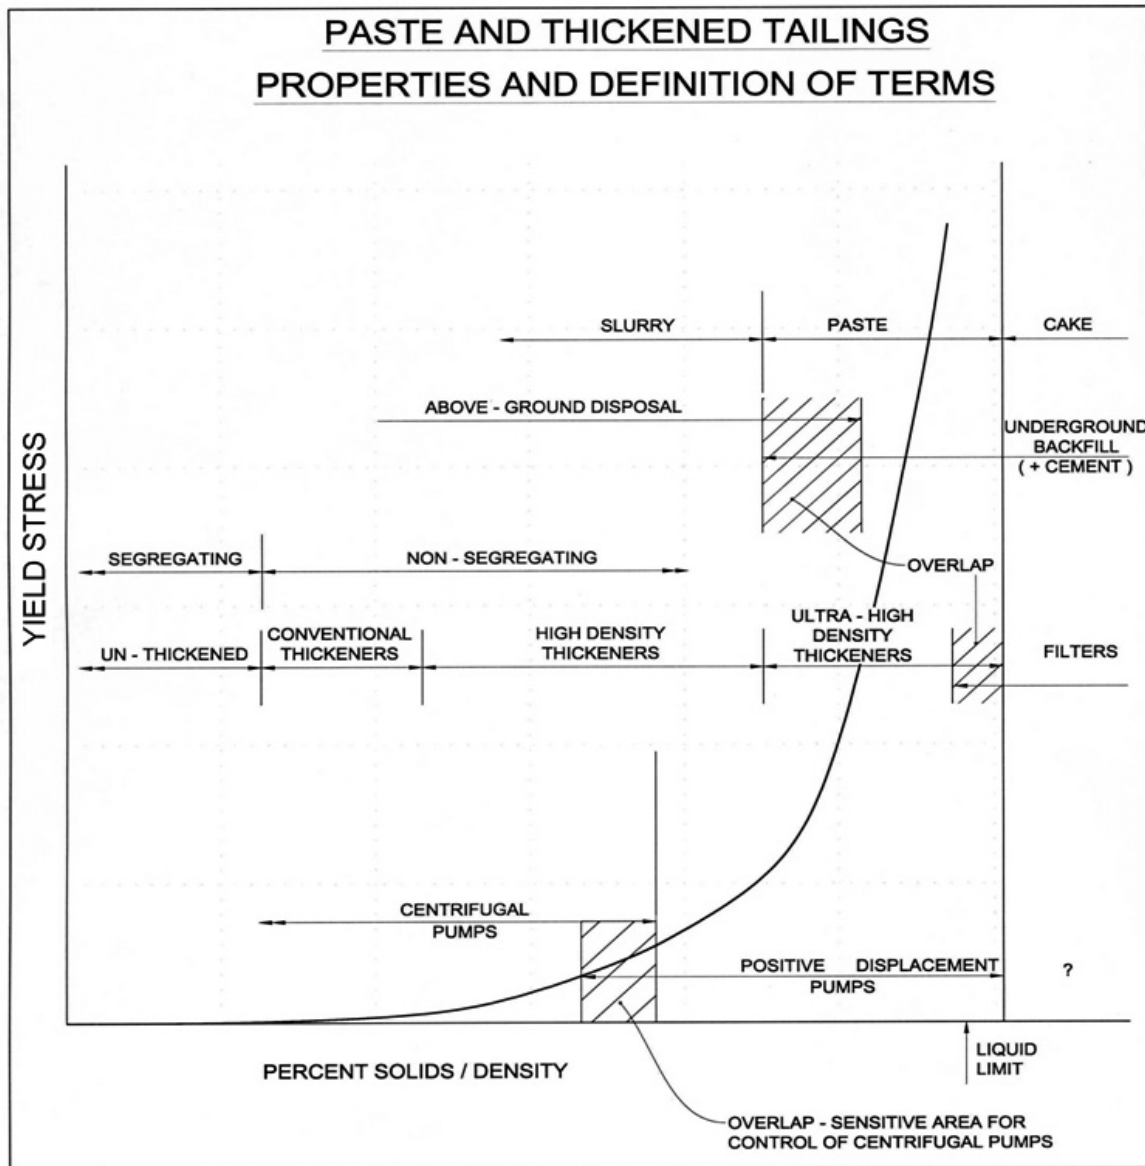 PASTE AND THICKENED TAILINGS
PROPERTIES AND DEFINITION OF TERMS
YIELD STRESS
SLURRY
PASTE
CAKE
ABOVE - GROUND DISPOSAL
UNDERGROUND
BACKFILL
( + CEMENT )
OVERLAP
SEGREGATING
NON - SEGREGATING
UN - THICKENED
CONVENTIONAL
THICKENERS
HIGH DENSITY
THICKENERS
ULTRA - HIGH
DENSITY
THICKENERS
FILTERS
CENTRIFUGAL
PUMPS
POSITIVE DISPLACEMENT
PUMPS
?
PERCENT SOLIDS / DENSITY
LIQUID
LIMIT
OVERLAP - SENSITIVE AREA FOR
CONTROL OF CENTRIFUGAL PUMPS